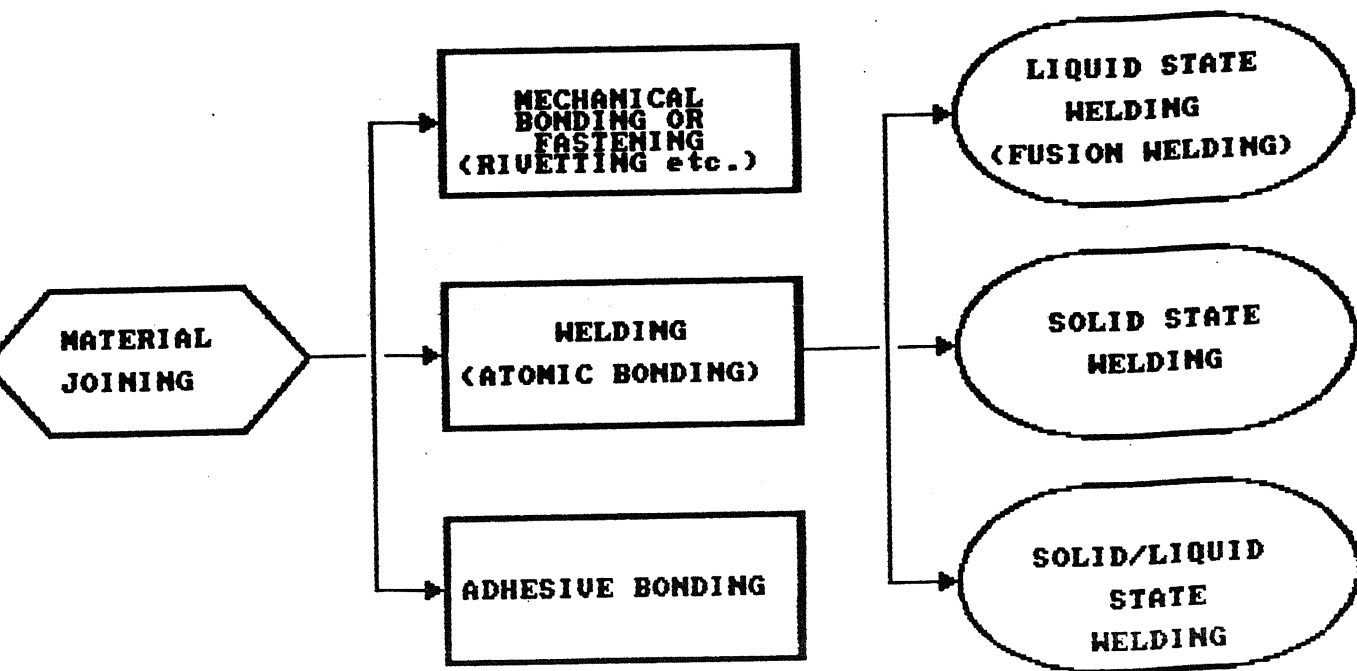 MATERIAL
JOINING
MECHANICAL
BONDING OR
FASTENING
(RIVETTING etc.)
WELDING
(ATOMIC BONDING)
ADHESIVE BONDING
LIQUID STATE
WELDING
(FUSION WELDING)
SOLID STATE
WELDING
SOLID/LIQUID
STATE
WELDING